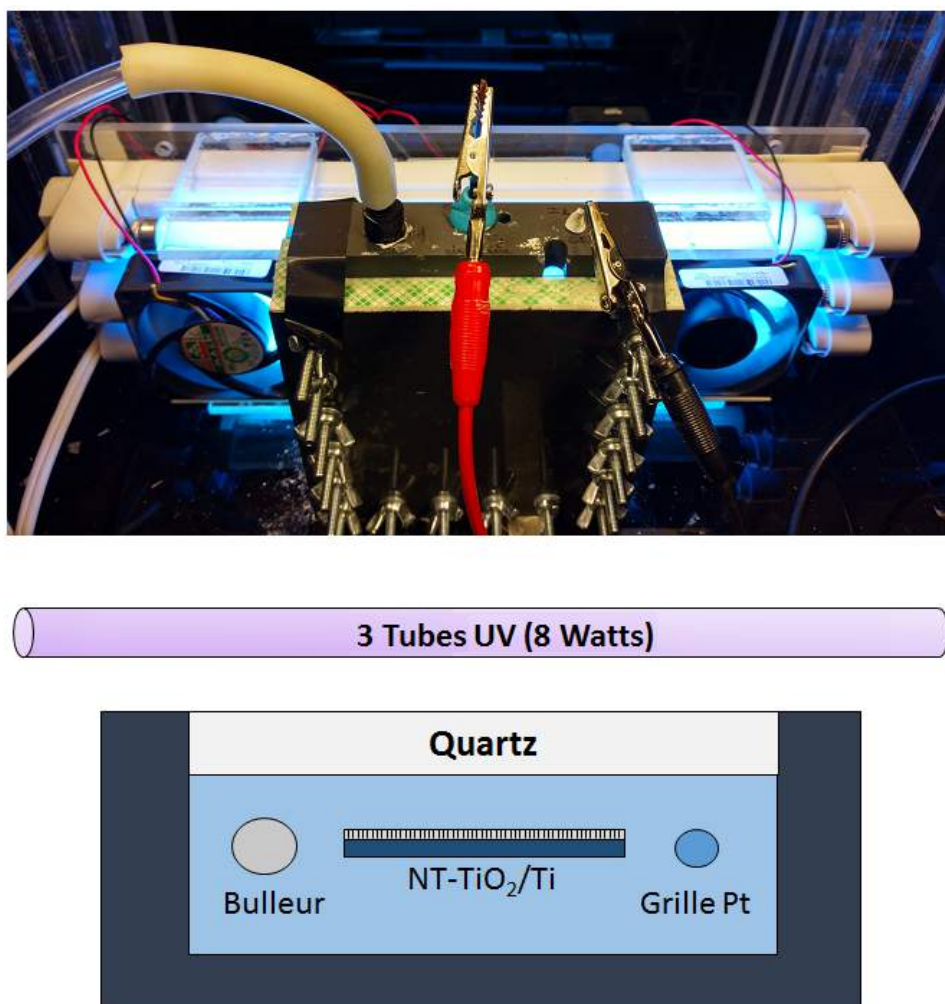 3 Tubes UV (8 Watts)
Quartz
Bulleur
NT-TiO₂/Ti
Grille Pt